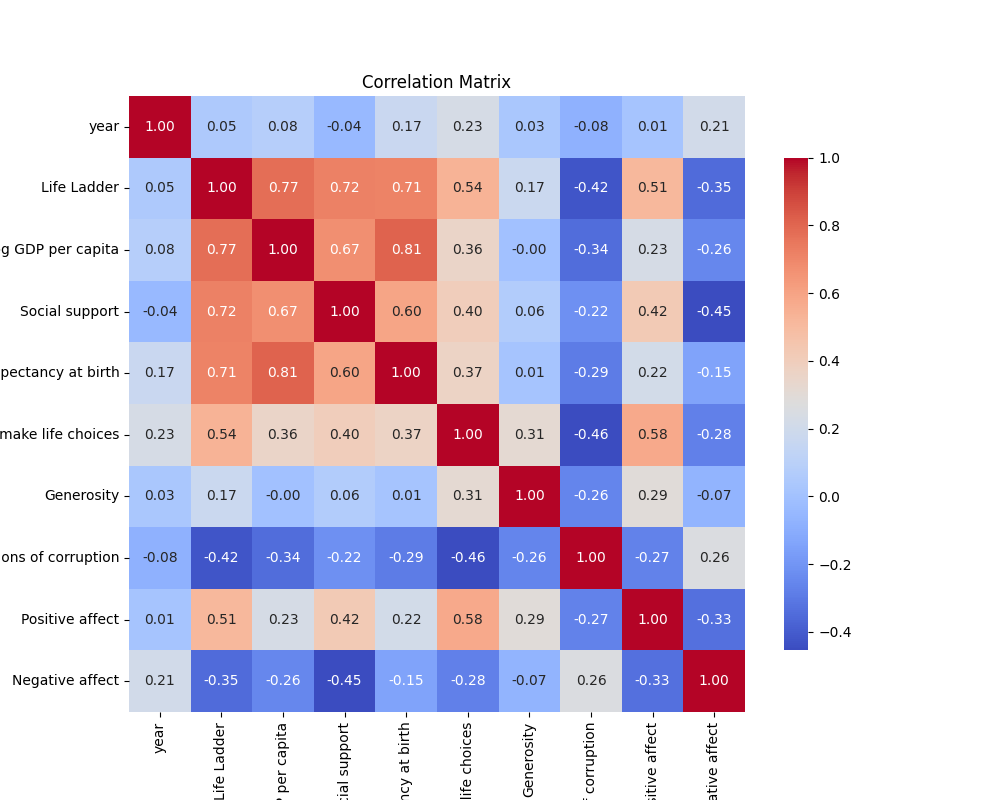 Correlation Matrix
year 1.00 0.05 0.08 -0.04 0.17 0.23 0.03 -0.08 0.01 0.21
Life Ladder 0.05 1.00 0.77 0.72 0.71 0.54 0.17 -0.42 0.51 -0.35
g GDP per capita 0.08 0.77 1.00 0.67 0.81 0.36 -0.00 -0.34 0.23 -0.26
Social support -0.04 0.72 0.67 1.00 0.60 0.40 0.06 -0.22 0.42 -0.45
pectancy at birth 0.17 0.71 0.81 0.60 1.00 0.37 0.01 -0.29 0.22 -0.15
make life choices 0.23 0.54 0.36 0.40 0.37 1.00 0.31 -0.46 0.58 -0.28
Generosity 0.03 0.17 -0.00 0.06 0.01 0.31 1.00 -0.26 0.29 -0.07
ons of corruption -0.08 -0.42 -0.34 -0.22 -0.29 -0.46 -0.26 1.00 -0.27 0.26
Positive affect 0.01 0.51 0.23 0.42 0.22 0.58 0.29 -0.27 1.00 -0.33
Negative affect 0.21 -0.35 -0.26 -0.45 -0.15 -0.28 -0.07 0.26 -0.33 1.00
year
Life Ladder
P per capita
cial support
ncy at birth
life choices
Generosity
f corruption
sitive affect
ative affect
1.0
0.8
0.6
0.4
0.2
0.0
−0.2
−0.4